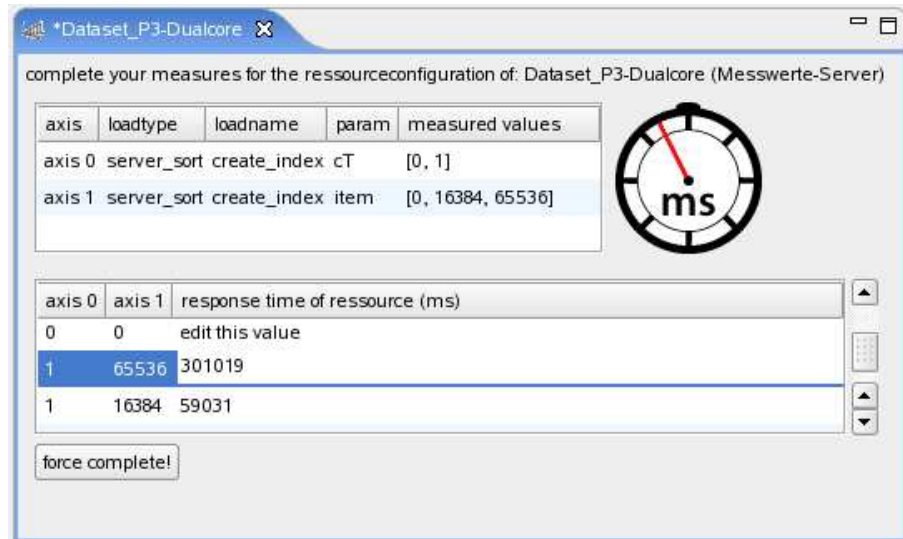 *Dataset_P3-Dualcore
complete your measures for the ressourceconfiguration of: Dataset_P3-Dualcore (Messwerte-Server)
axis loadtype loadname param measured values
axis 0 server_sort create_index cT [0, 1]
axis 1 server_sort create_index item [0, 16384, 65536]
ms
axis 0 axis 1 response time of ressource (ms)
0 0 edit this value
1 65536 301019
1 16384 59031
force complete!